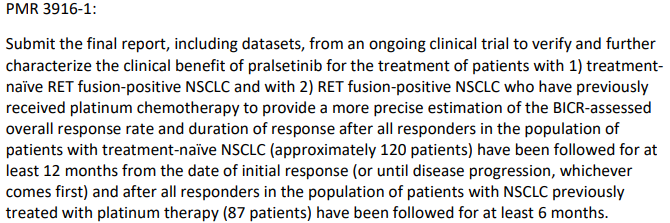 PMR 3916-1:
Submit the final report, including datasets, from an ongoing clinical trial to verify and further
characterize the clinical benefit of pralsetinib for the treatment of patients with 1) treatment-
naïve RET fusion-positive NSCLC and with 2) RET fusion-positive NSCLC who have previously
received platinum chemotherapy to provide a more precise estimation of the BICR-assessed
overall response rate and duration of response after all responders in the population of
patients with treatment-naïve NSCLC (approximately 120 patients) have been followed for at
least 12 months from the date of initial response (or until disease progression, whichever
comes first) and after all responders in the population of patients with NSCLC previously
treated with platinum therapy (87 patients) have been followed for at least 6 months.